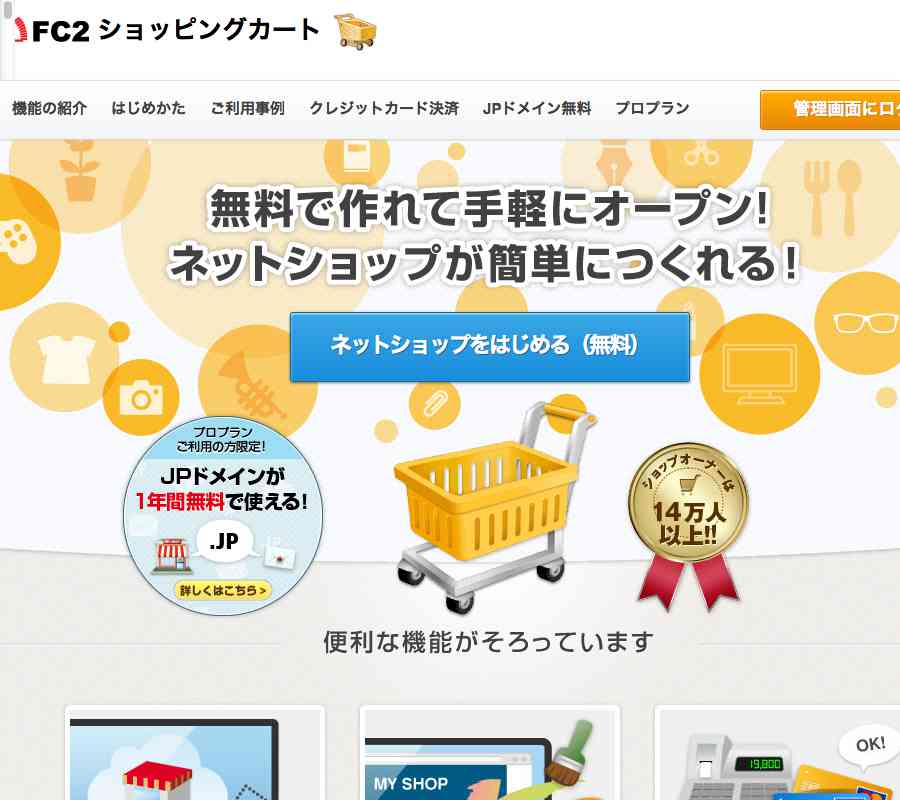 FC2 ショッピングカート
機能の紹介 はじめかた ご利用事例 クレジットカード決済 JPドメイン無料 プロプラン
管理画面にロ
無料で作れて手軽にオープン!
ネットショップが簡単につくれる!
ネットショップをはじめる（無料）
プロプラン
ご利用の方限定!
JPドメインが
1年間無料で使える!
.JP
詳しくはこちら >
ショップオーナーは
14万人
以上!!
便利な機能がそろっています
MY SHOP
19,800
OK!